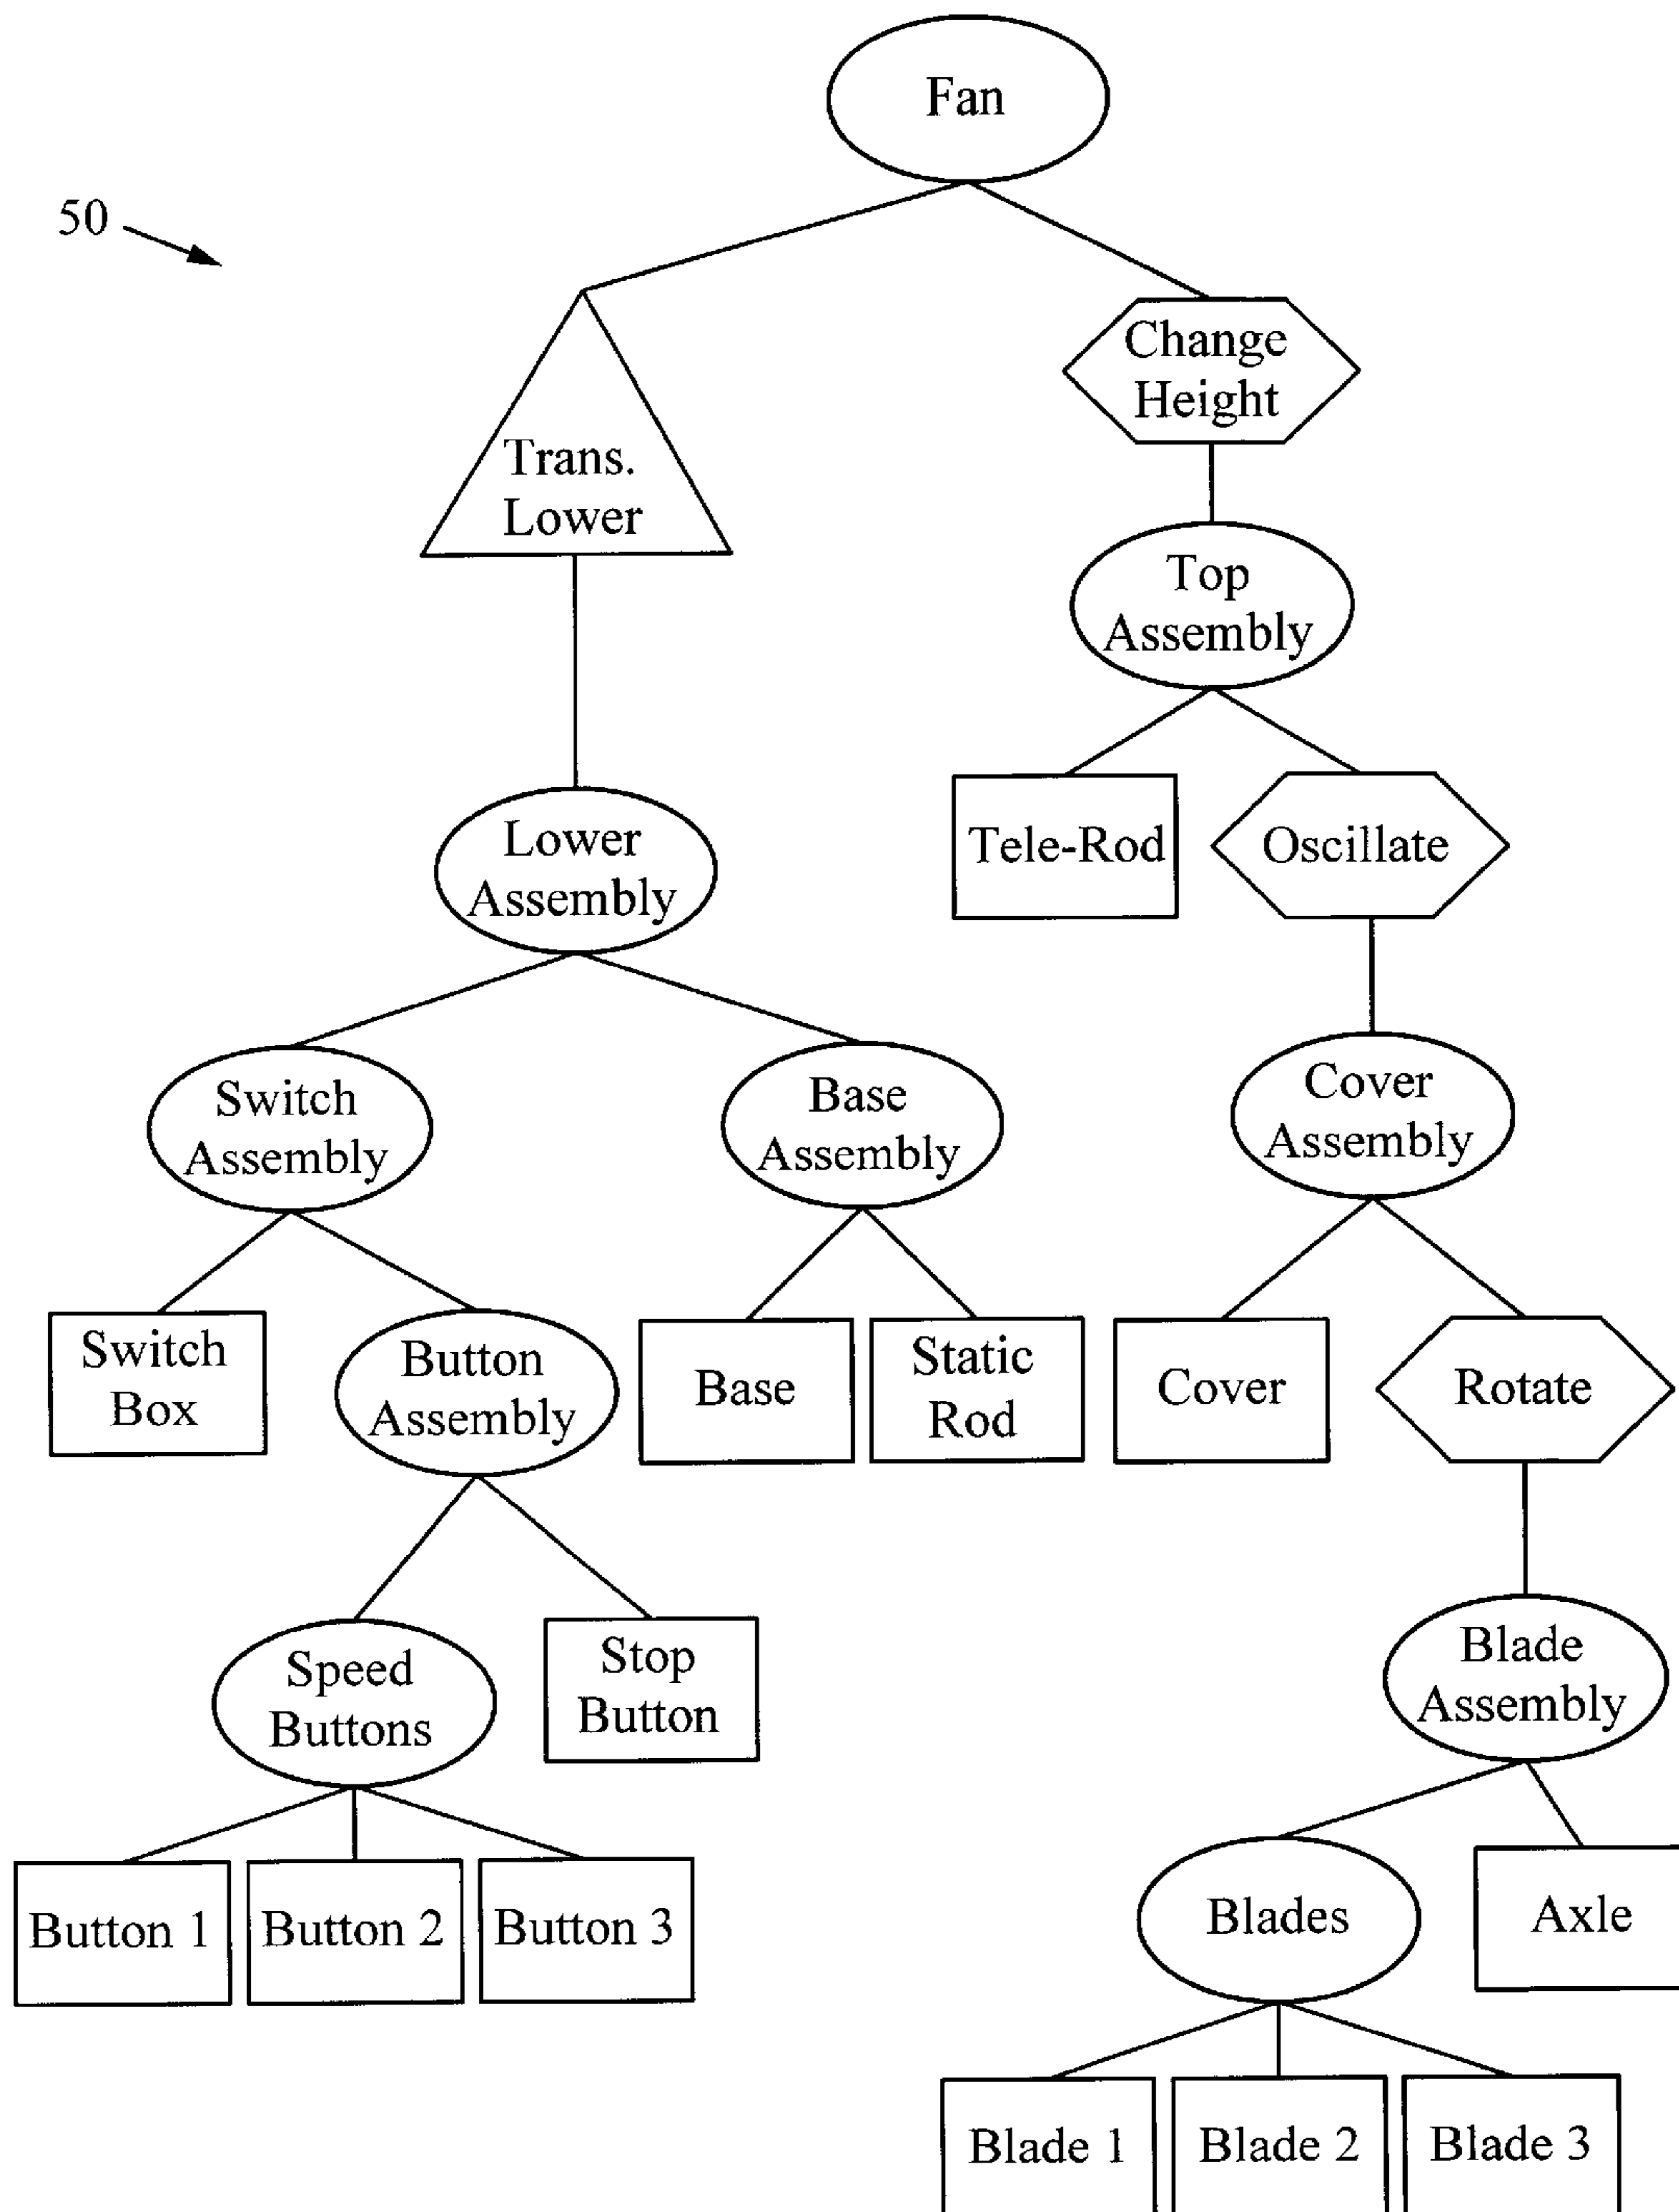 Fan
50
Change
Height
Trans.
Lower
Top
Assembly
Tele-Rod
Oscillate
Lower
Assembly
Switch
Assembly
Base
Assembly
Cover
Assembly
Switch
Box
Button
Assembly
Base
Static
Rod
Cover
Rotate
Speed
Buttons
Stop
Button
Blade
Assembly
Button 1
Button 2
Button 3
Blades
Axle
Blade 1
Blade 2
Blade 3